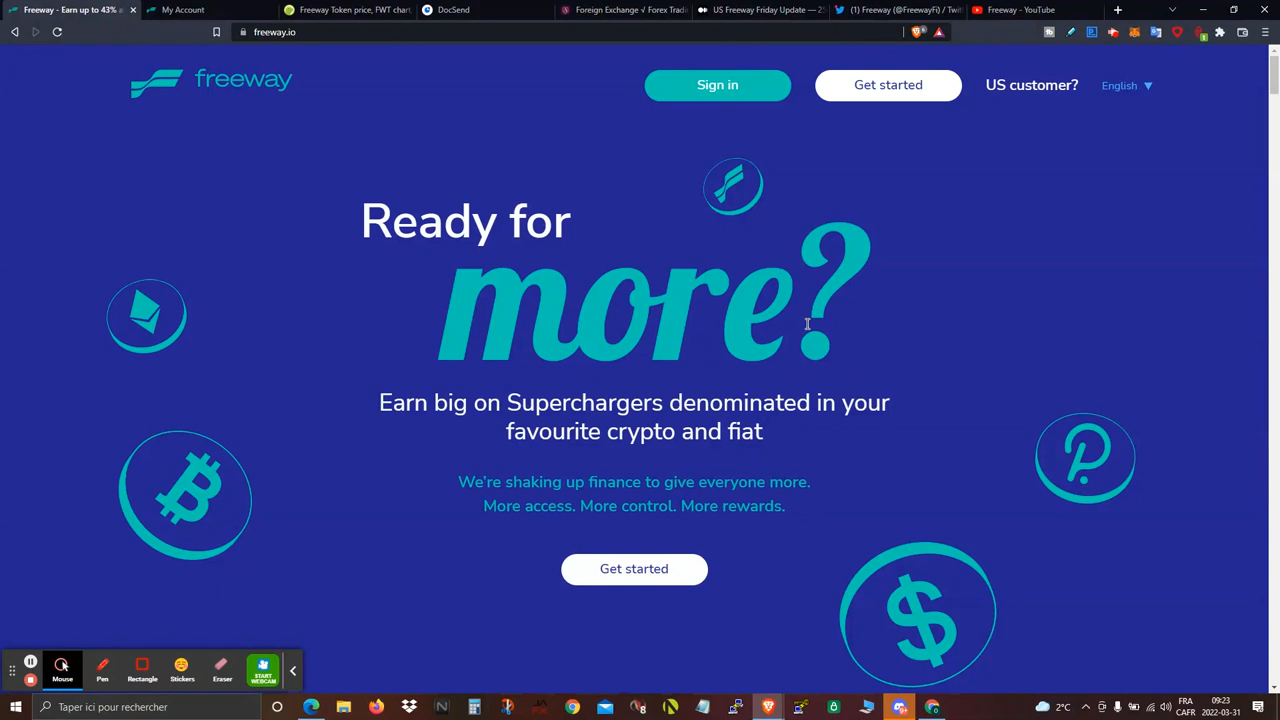 Freeway - Earn up to 43% a
My Account
Freeway Token price, FWT chart,
DocSend
Foreign Exchange √ Forex Tradi
US Freeway Friday Update — 25
(1) Freeway (@FreewayFi) / Twitt
Freeway - YouTube
freeway.io
freeway
Sign in
Get started
US customer?
English
Ready for
more?
Earn big on Superchargers denominated in your
favourite crypto and fiat
We're shaking up finance to give everyone more.
More access. More control. More rewards.
Get started
Mouse
Pen
Rectangle
Stickers
Eraser
START
WEBCAM
Taper ici pour rechercher
2°C
FRA
CAFR
09:23
2022-03-31